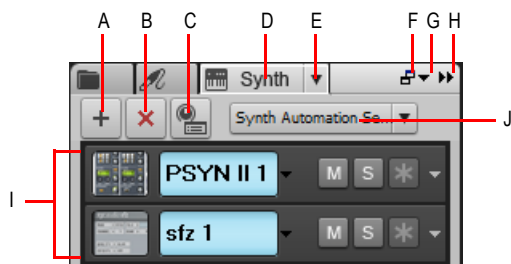 A B C D E F G H
Synth
Synth Automation Se...
J
I
PSYN II 1 M S
sfz 1 M S